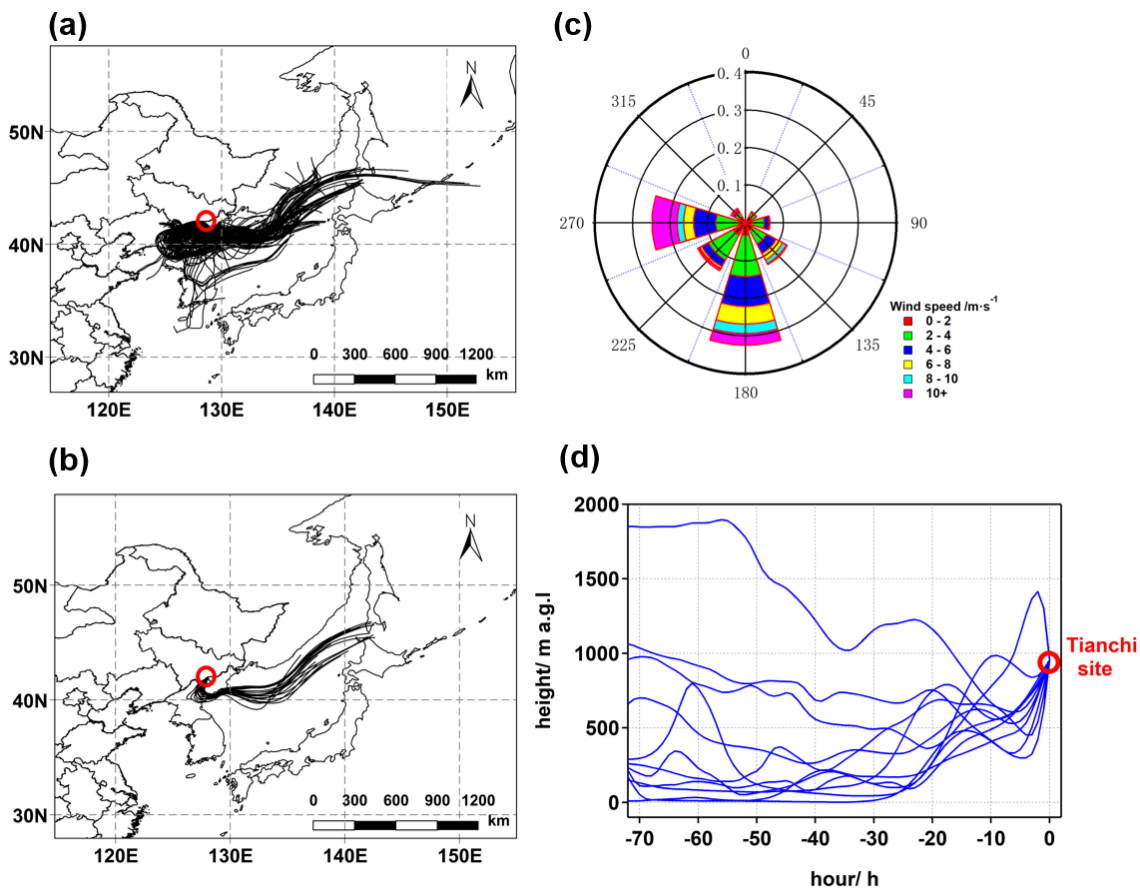 (a)
N
50N
40N
30N
0 300 600 900 1200
km
120E 130E 140E 150E
(c)
0
0.4
0.3
0.2
0.1
315
45
270
90
225
135
180
Wind speed /m·s⁻¹
0 - 2
2 - 4
4 - 6
6 - 8
8 - 10
10+
(b)
N
50N
40N
30N
0 300 600 900 1200
km
120E 130E 140E 150E
(d)
height/ m a.g.l
2000
1500
1000
500
0
-70 -60 -50 -40 -30 -20 -10 0
hour/ h
Tianchi
site